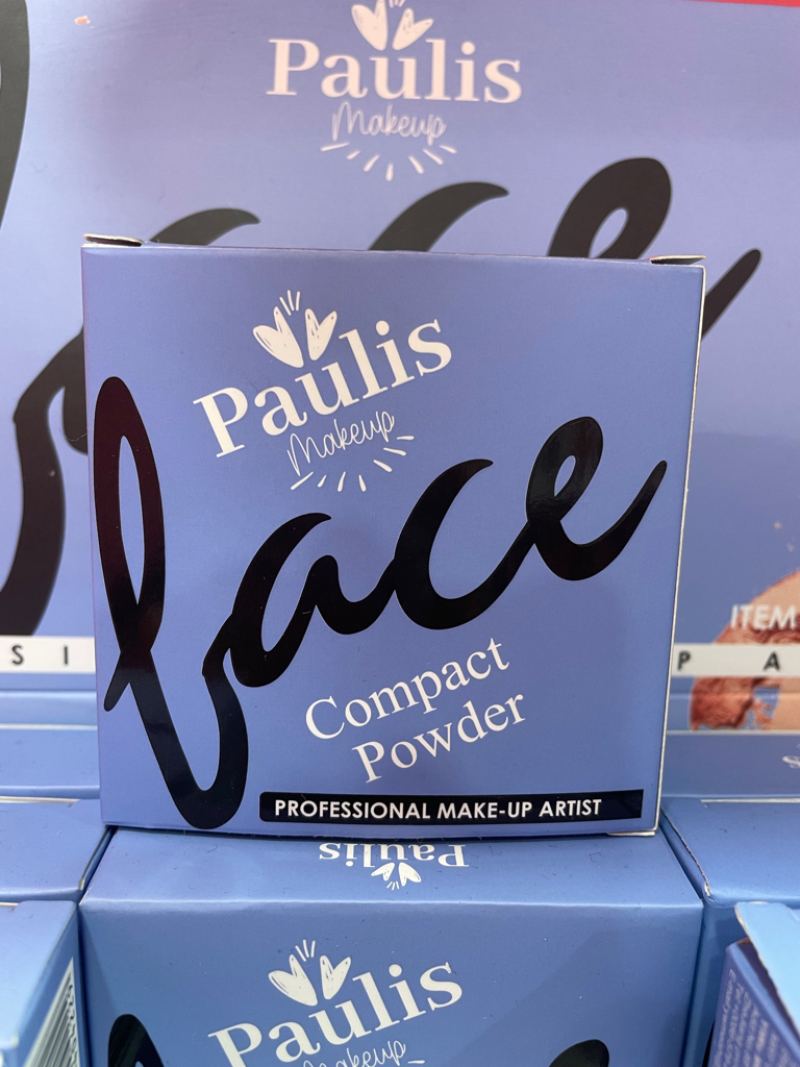 Paulis
Makeup
Paulis
Makeup
face
Compact
Powder
PROFESSIONAL MAKE-UP ARTIST
S I
ITEM
P A
Paulis
Paulis
Makeup